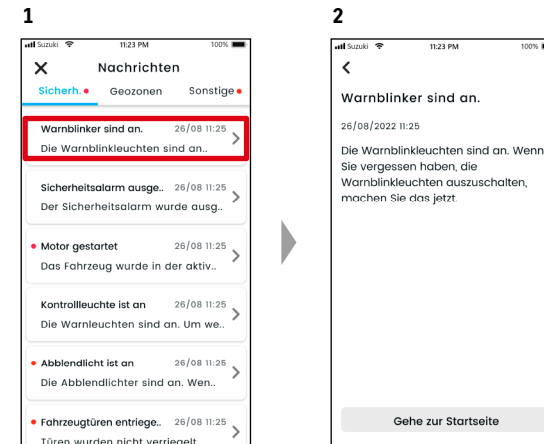 1
Suzuki 11:23 PM 100%
Nachrichten
Sicherh. Geozonen Sonstige
Warnblinker sind an. 26/08 11:25
Die Warnblinkleuchten sind an..
Sicherheitsalarm ausge.. 26/08 11:25
Der Sicherheitsalarm wurde ausg..
Motor gestartet 26/08 11:25
Das Fahrzeug wurde in der aktiv..
Kontrollleuchte ist an 26/08 11:25
Die Warnleuchten sind an. Um we..
Abblendlicht ist an 26/08 11:25
Die Abblendlichter sind an. Wen..
Fahrzeugtüren entriege.. 26/08 11:25
Türen wurden nicht verriegelt
2
Suzuki 11:23 PM 100%
Warnblinker sind an.
26/08/2022 11:25
Die Warnblinkleuchten sind an. Wenn
Sie vergessen haben, die
Warnblinkleuchten auszuschalten,
machen Sie das jetzt.
Gehe zur Startseite